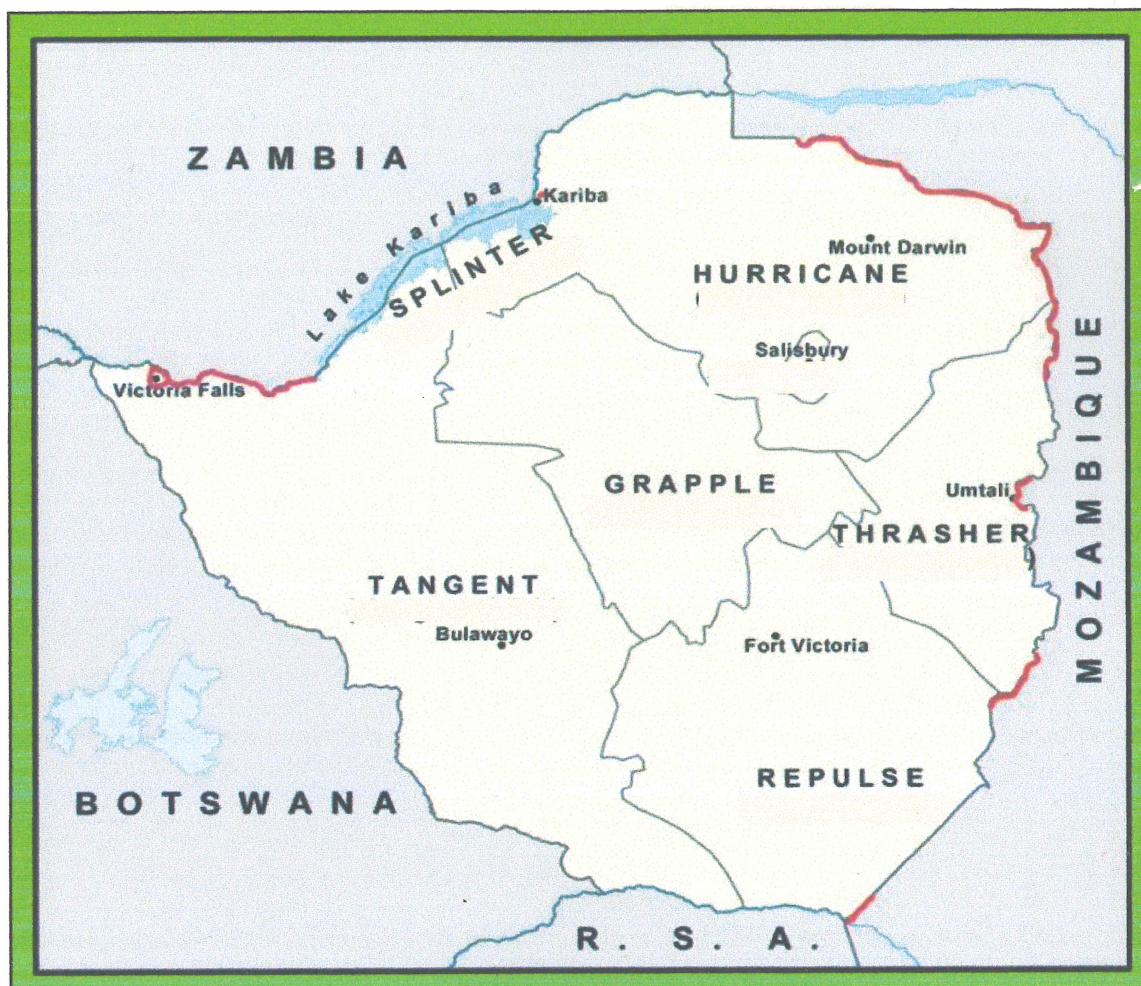 ZAMBIA
Lake Kariba
Kariba
SPLINTER
Mount Darwin
HURRICANE
Salisbury
Victoria Falls
MOZAMBIQUE
GRAPPLE
Umtali
THRASHER
TANGENT
Bulawayo
Fort Victoria
REPULSE
BOTSWANA
R. S. A.